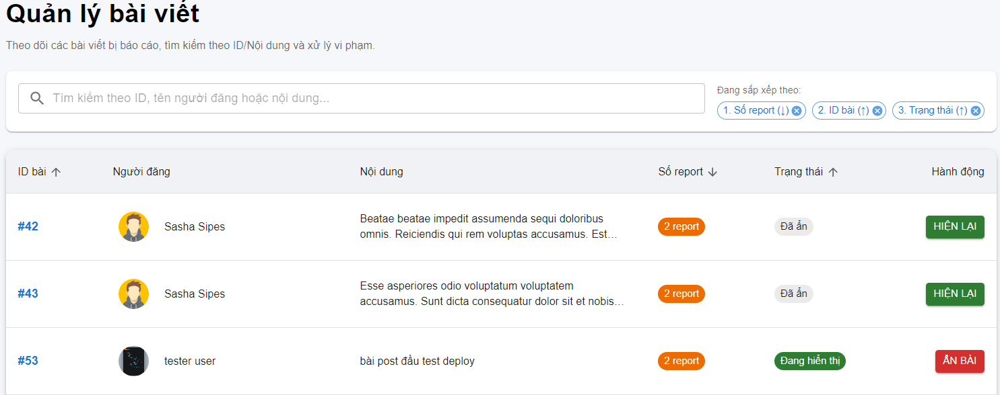 Quản lý bài viết
Theo dõi các bài viết bị báo cáo, tìm kiếm theo ID/Nội dung và xử lý vi phạm.
Tìm kiếm theo ID, tên người đăng hoặc nội dung...
Đang sắp xếp theo:
1. Số report (↓)
2. ID bài (↑)
3. Trạng thái (↑)
ID bài ↑ Người đăng Nội dung Số report ↓ Trạng thái ↑ Hành động
#42 Sasha Sipes
Beatae beatae impedit assumenda sequi doloribus
omnis. Reiciendis qui rem voluptas accusamus. Est…
2 report Đã ẩn HIỆN LẠI
#43 Sasha Sipes
Esse asperiores odio voluptatum voluptatem
accusamus. Sunt dicta consequatur dolor sit et nobis…
2 report Đã ẩn HIỆN LẠI
#53 tester user bài post đầu test deploy 2 report Đang hiển thị ẨN BÀI